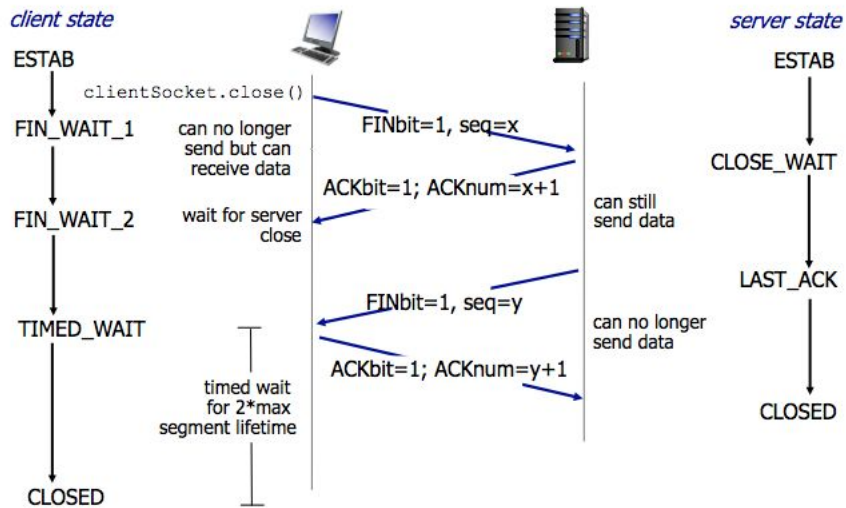 client state
server state
ESTAB
ESTAB
clientSocket.close()
FIN_WAIT_1
can no longer
send but can
receive data
FINbit=1, seq=x
CLOSE_WAIT
ACKbit=1; ACKnum=x+1
FIN_WAIT_2
wait for server
close
can still
send data
LAST_ACK
FINbit=1, seq=y
TIMED_WAIT
can no longer
send data
ACKbit=1; ACKnum=y+1
timed wait
for 2*max
segment lifetime
CLOSED
CLOSED